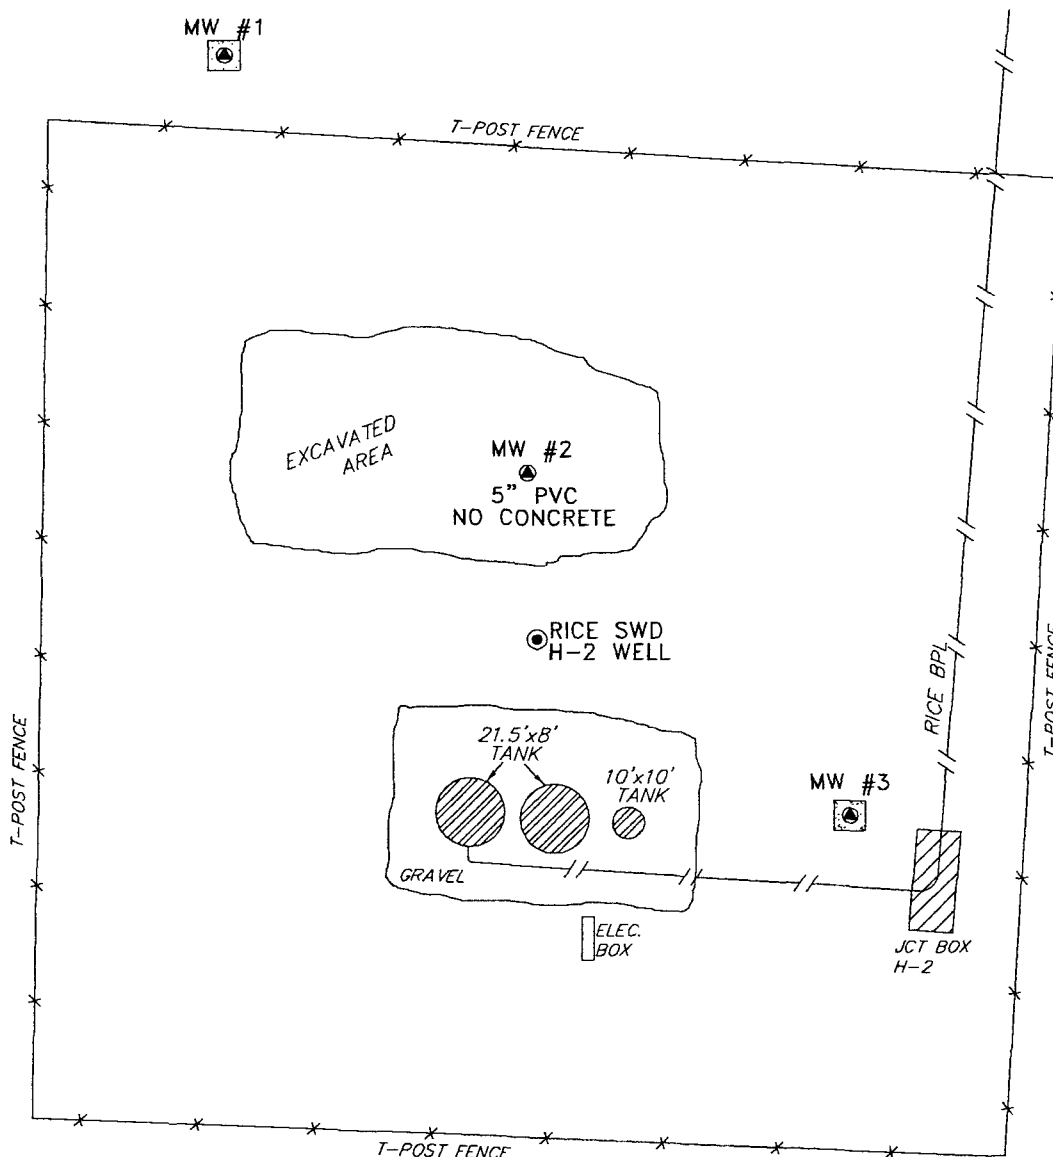 MW #1
T-POST FENCE
EXCAVATED
AREA
MW #2
5" PVC
NO CONCRETE
RICE SWD
H-2 WELL
RICE BPL
T-POST FENCE
T-POST FENCE
21.5'x8'
TANK
10'x10'
TANK
MW #3
GRAVEL
ELEC.
BOX
JCT BOX
H-2
T-POST FENCE